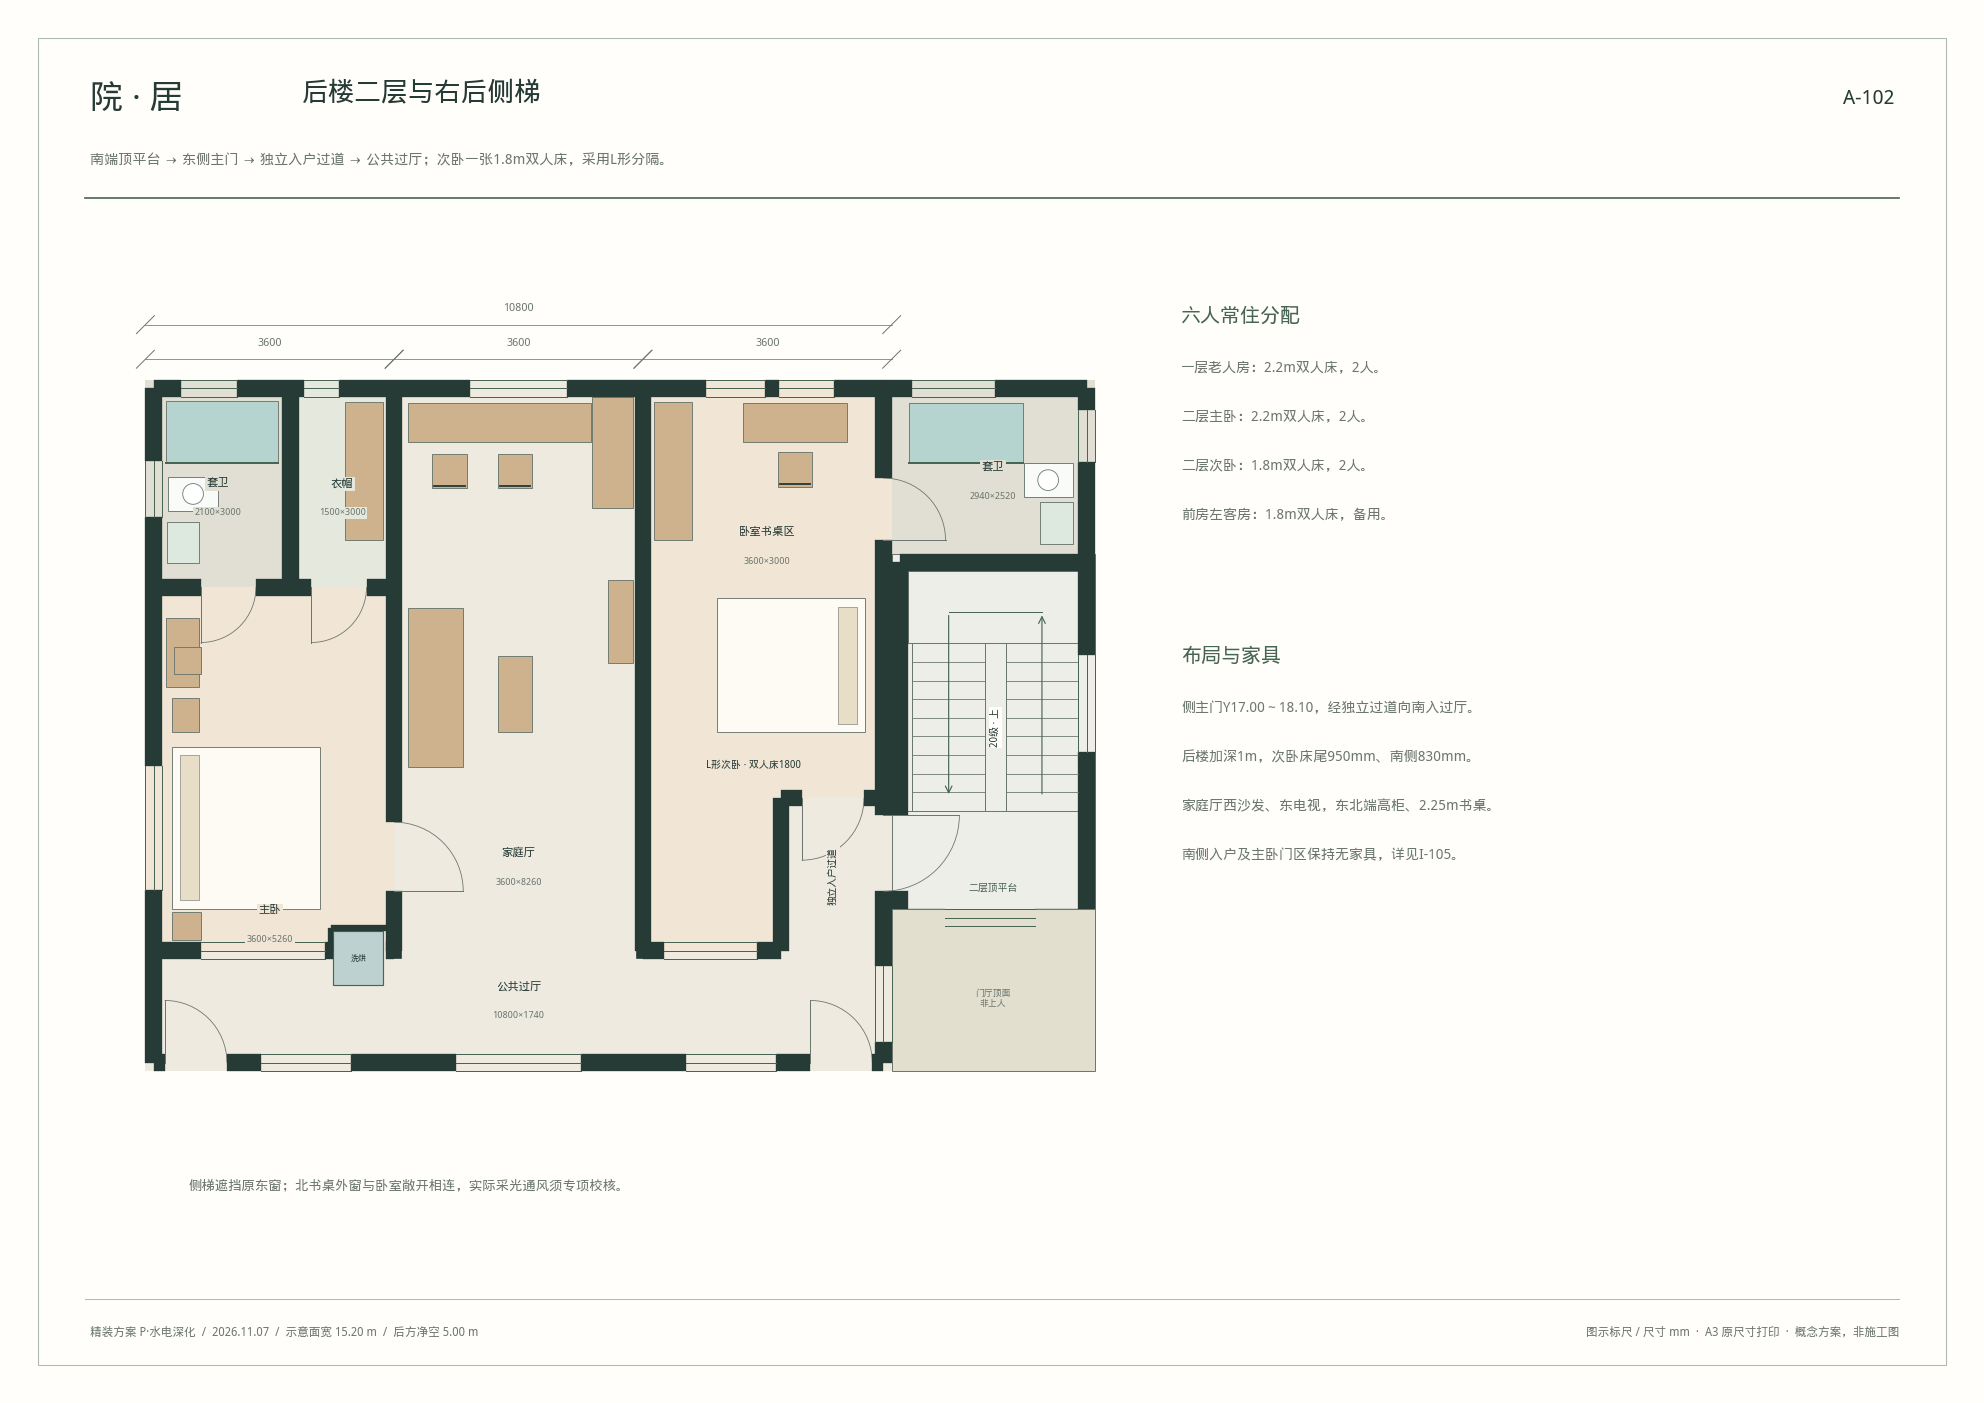 院 · 居
后楼二层与右后侧梯
A-102
南端顶平台 → 东侧主门 → 独立入户过道 → 公共过厅；次卧一张1.8m双人床，采用L形分隔。
10800
3600
3600
3600
套卫
2100×3000
衣帽
1500×3000
卧室书桌区
3600×3000
套卫
2940×2520
20级 · 上
L形次卧 · 双人床1800
家庭厅
3600×8260
独立入户过道
二层顶平台
主卧
3600×5260
洗烘
公共过厅
10800×1740
门厅顶面
非上人
六人常住分配
一层老人房：2.2m双人床，2人。
二层主卧：2.2m双人床，2人。
二层次卧：1.8m双人床，2人。
前房左客房：1.8m双人床，备用。
布局与家具
侧主门Y17.00 ~ 18.10，经独立过道向南入过厅。
后楼加深1m，次卧床尾950mm、南侧830mm。
家庭厅西沙发、东电视，东北端高柜、2.25m书桌。
南侧入户及主卧门区保持无家具，详见I-105。
侧梯遮挡原东窗；北书桌外窗与卧室敞开相连，实际采光通风须专项校核。
精装方案 P·水电深化 / 2026.11.07 / 示意面宽 15.20 m / 后方净空 5.00 m
图示标尺 / 尺寸 mm · A3 原尺寸打印 · 概念方案，非施工图